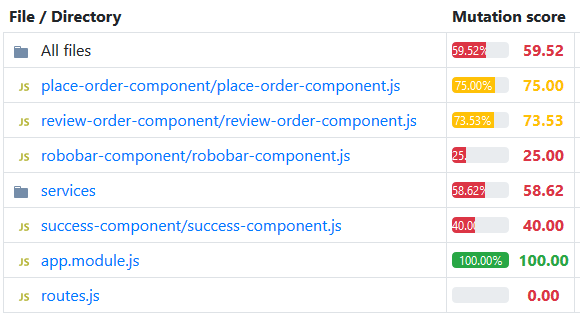 File / Directory Mutation score
All files 59.52% 59.52
JS place-order-component/place-order-component.js 75.00% 75.00
JS review-order-component/review-order-component.js 73.53% 73.53
JS robobar-component/robobar-component.js 25. 25.00
services 58.62% 58.62
JS success-component/success-component.js 40.00 40.00
JS app.module.js 100.00% 100.00
JS routes.js 0.00